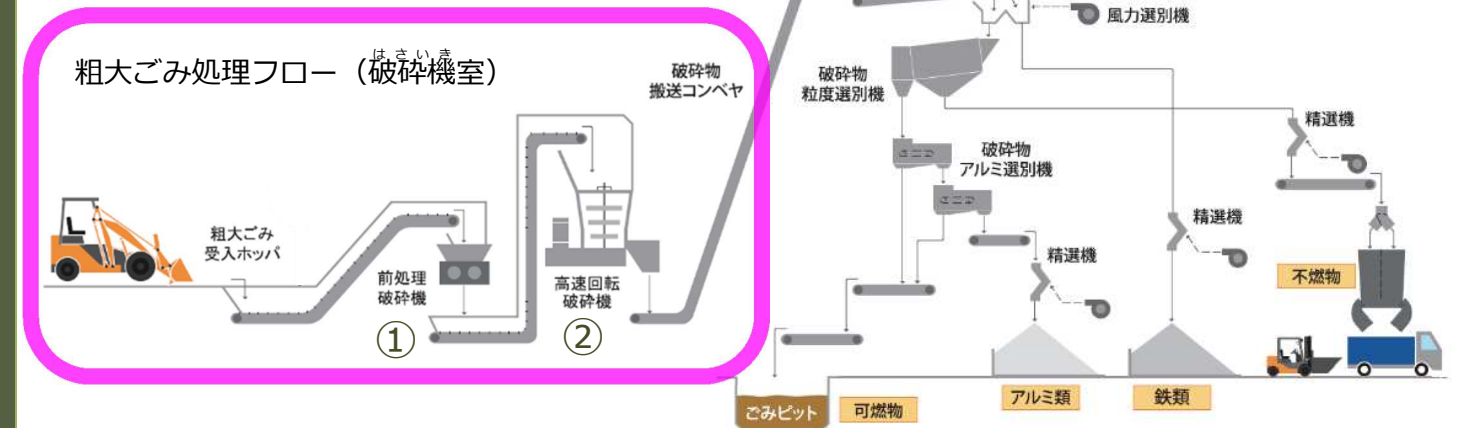 はさいき
粗大ごみ処理フロー（破砕機室）
粗大ごみ
受入ホッパ
前処理
破砕機
①
高速回転
破砕機
②
破砕物
搬送コンベヤ
風力選別機
破砕物
粒度選別機
破砕物
アルミ選別機
精選機
精選機
精選機
不燃物
ごみピット
可燃物
アルミ類
鉄類